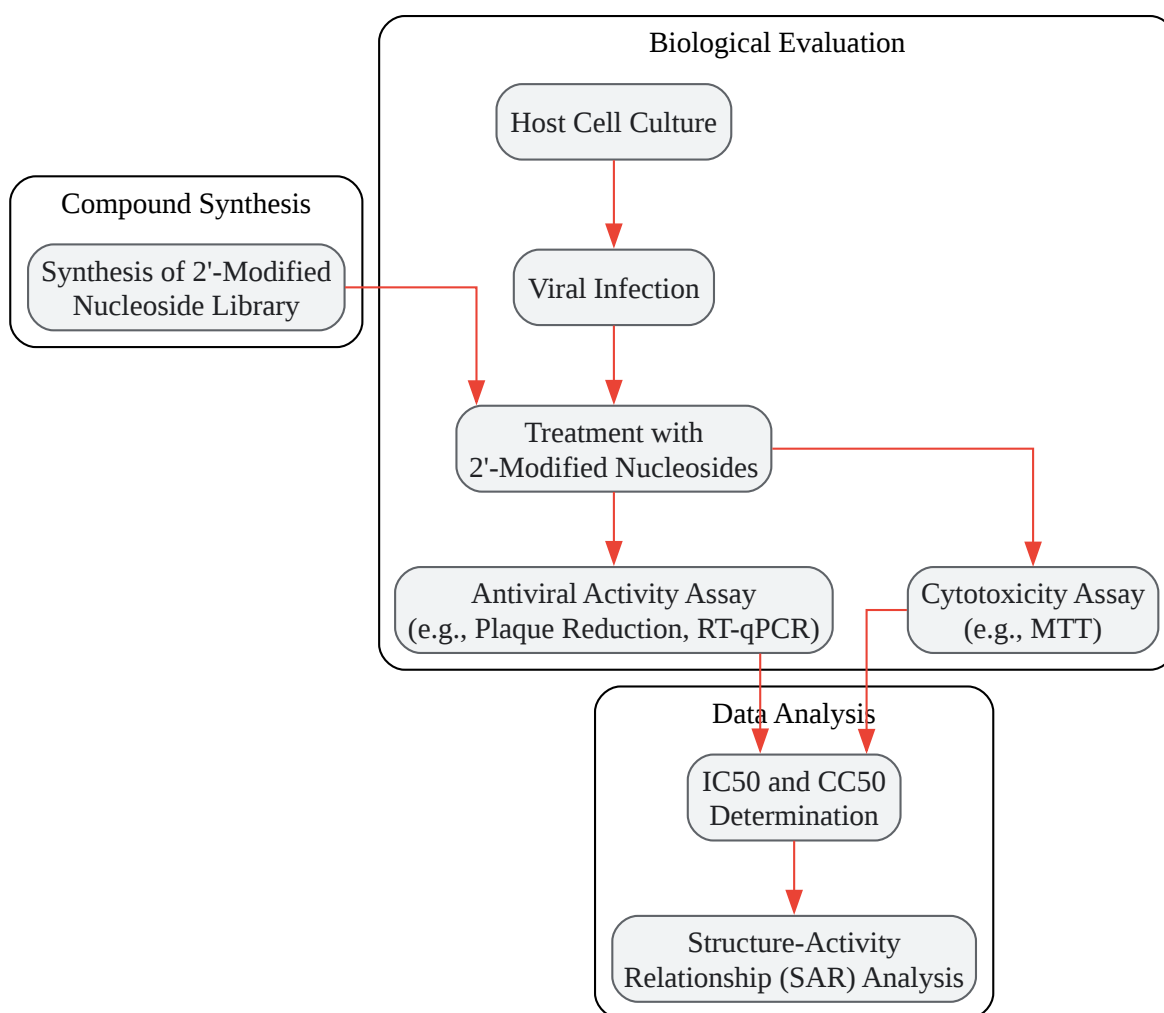 Biological Evaluation
Host Cell Culture
Compound Synthesis
Synthesis of 2'-Modified
Nucleoside Library
Viral Infection
Treatment with
2'-Modified Nucleosides
Antiviral Activity Assay
(e.g., Plaque Reduction, RT-qPCR)
Cytotoxicity Assay
(e.g., MTT)
Data Analysis
IC50 and CC50
Determination
Structure-Activity
Relationship (SAR) Analysis